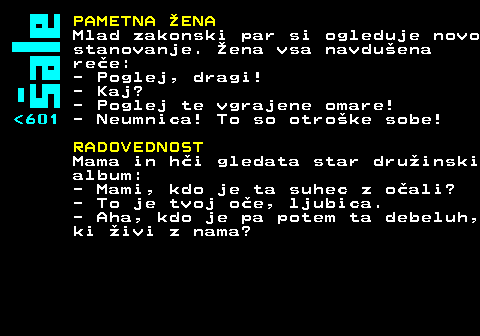 Šale
<601
PAMETNA ŽENA
Mlad zakonski par si ogleduje novo
stanovanje. Žena vsa navdušena
reče:
- Poglej, dragi!
- Kaj?
- Poglej te vgrajene omare!
- Neumnica! To so otroške sobe!
RADOVEDNOST
Mama in hči gledata star družinski
album:
- Mami, kdo je ta suhec z očali?
- To je tvoj oče, ljubica.
- Aha, kdo je pa potem ta debeluh,
ki živi z nama?